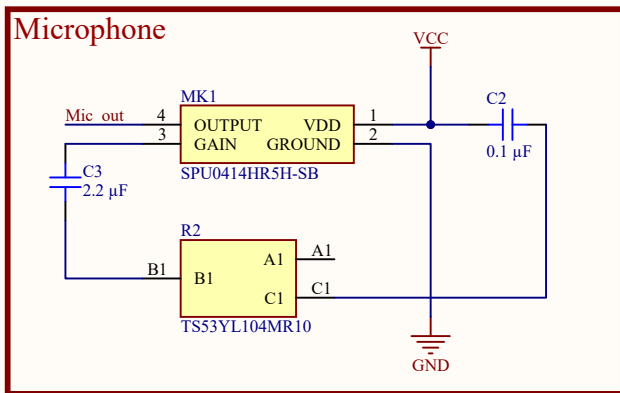 Microphone
VCC
MK1
C2
Mic_out 4 OUTPUT VDD 1
3 GAIN GROUND 2
0.1 µF
SPU0414HR5H-SB
C3
2.2 µF
R2
A1 A1
B1 B1
C1 C1
TS53YL104MR10
GND